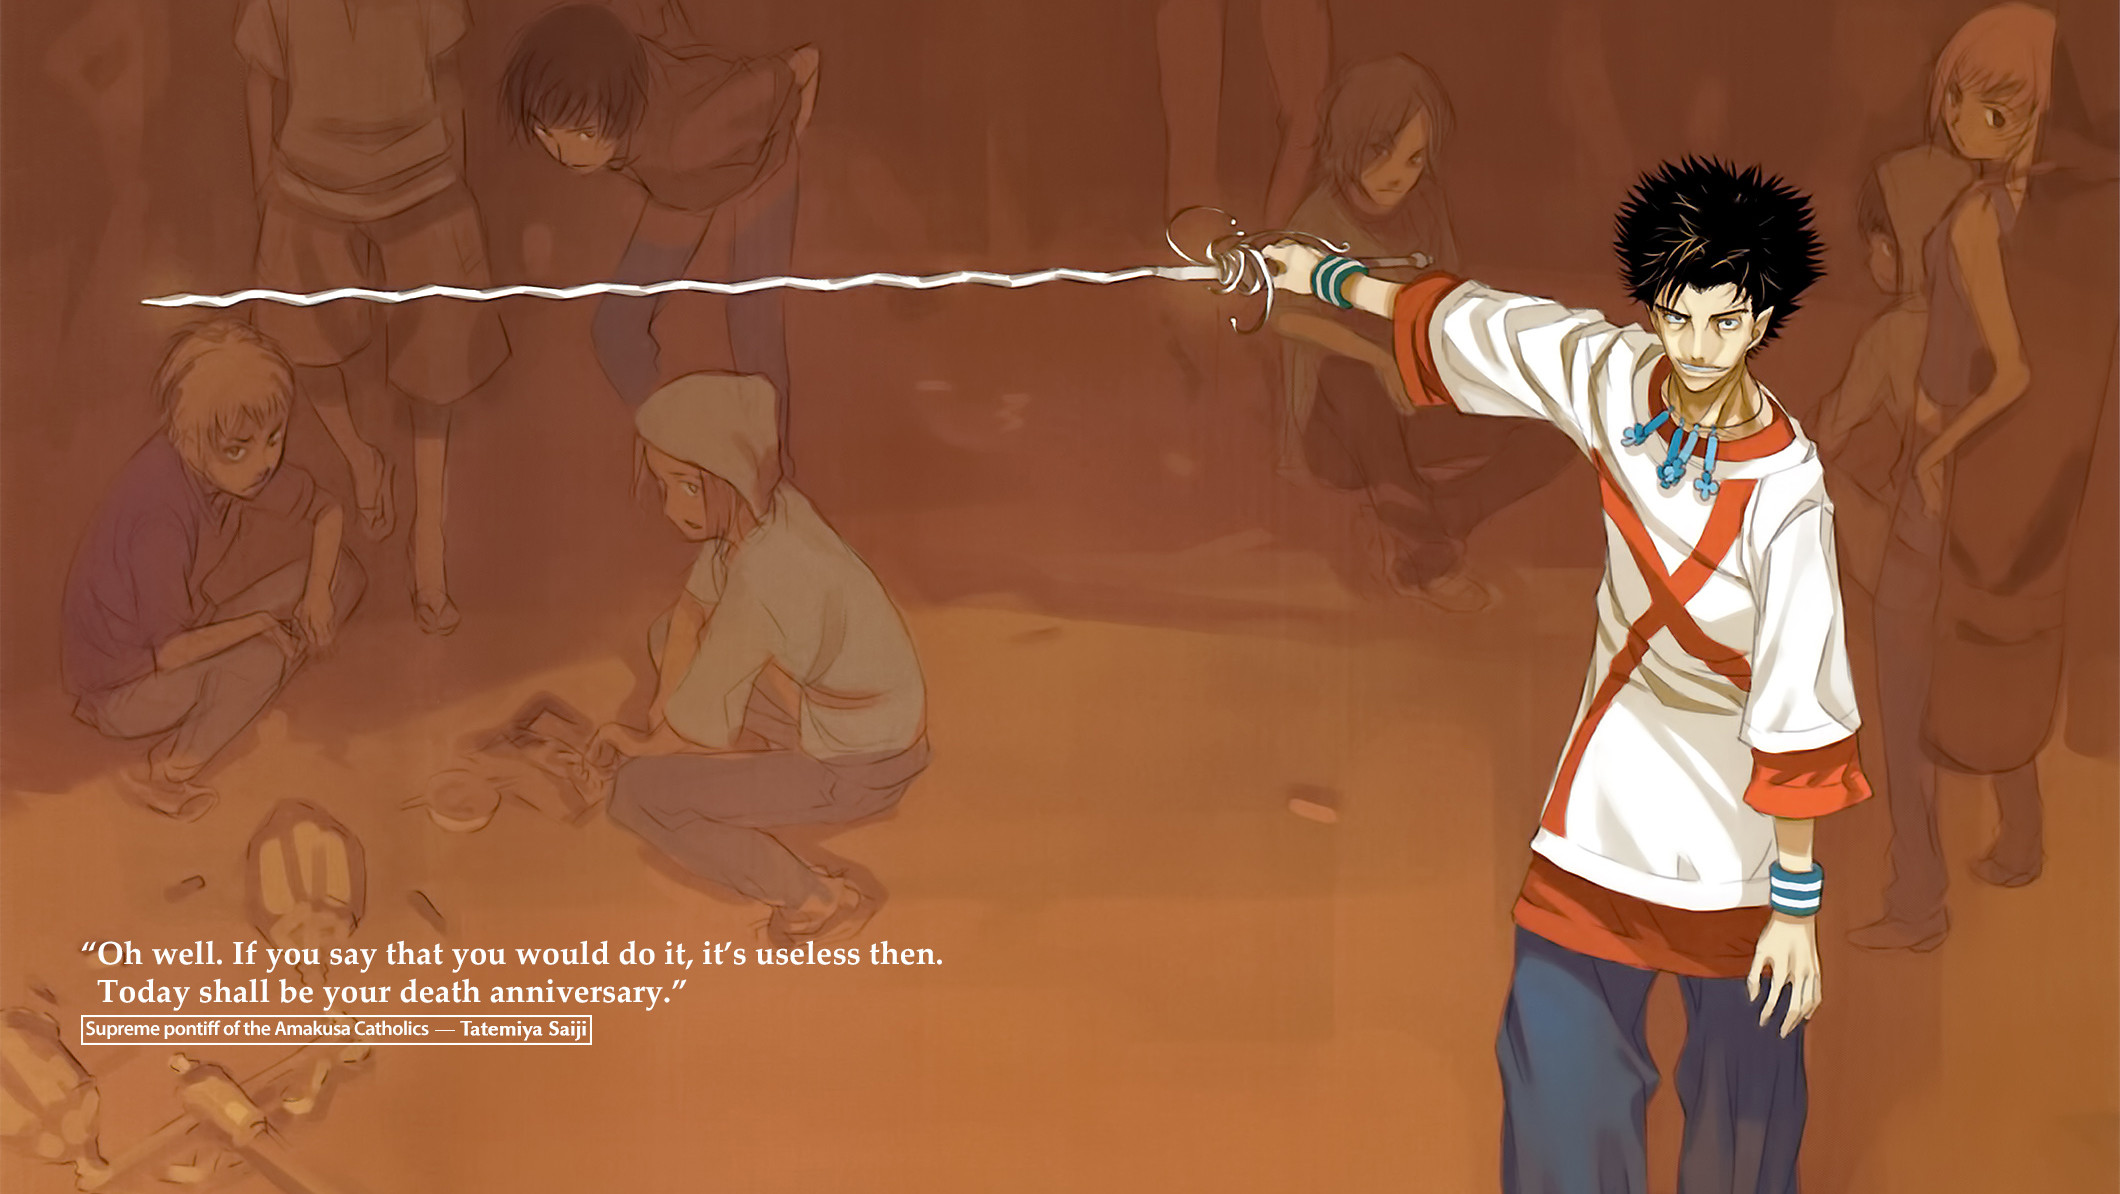 “Oh well. If you say that you would do it, it’s useless then.
Today shall be your death anniversary.”
Supreme pontiff of the Amakusa Catholics — Tatemiya Saiji